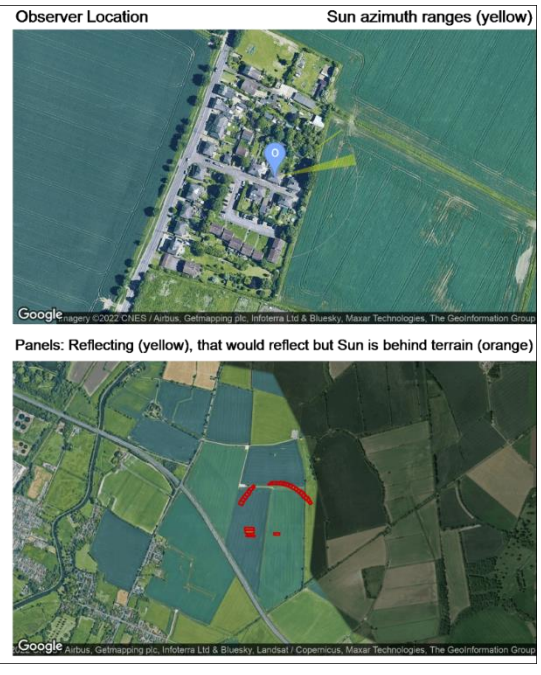 Observer Location Sun azimuth ranges (yellow)
O
Google Imagery ©2022 CNES / Airbus, Getmapping plc, Infoterra Ltd & Bluesky, Maxar Technologies, The GeoInformation Group
Panels: Reflecting (yellow), that would reflect but Sun is behind terrain (orange)
Google CNES / Airbus, Getmapping plc, Infoterra Ltd & Bluesky, Landsat / Copernicus, Maxar Technologies, The GeoInformation Group